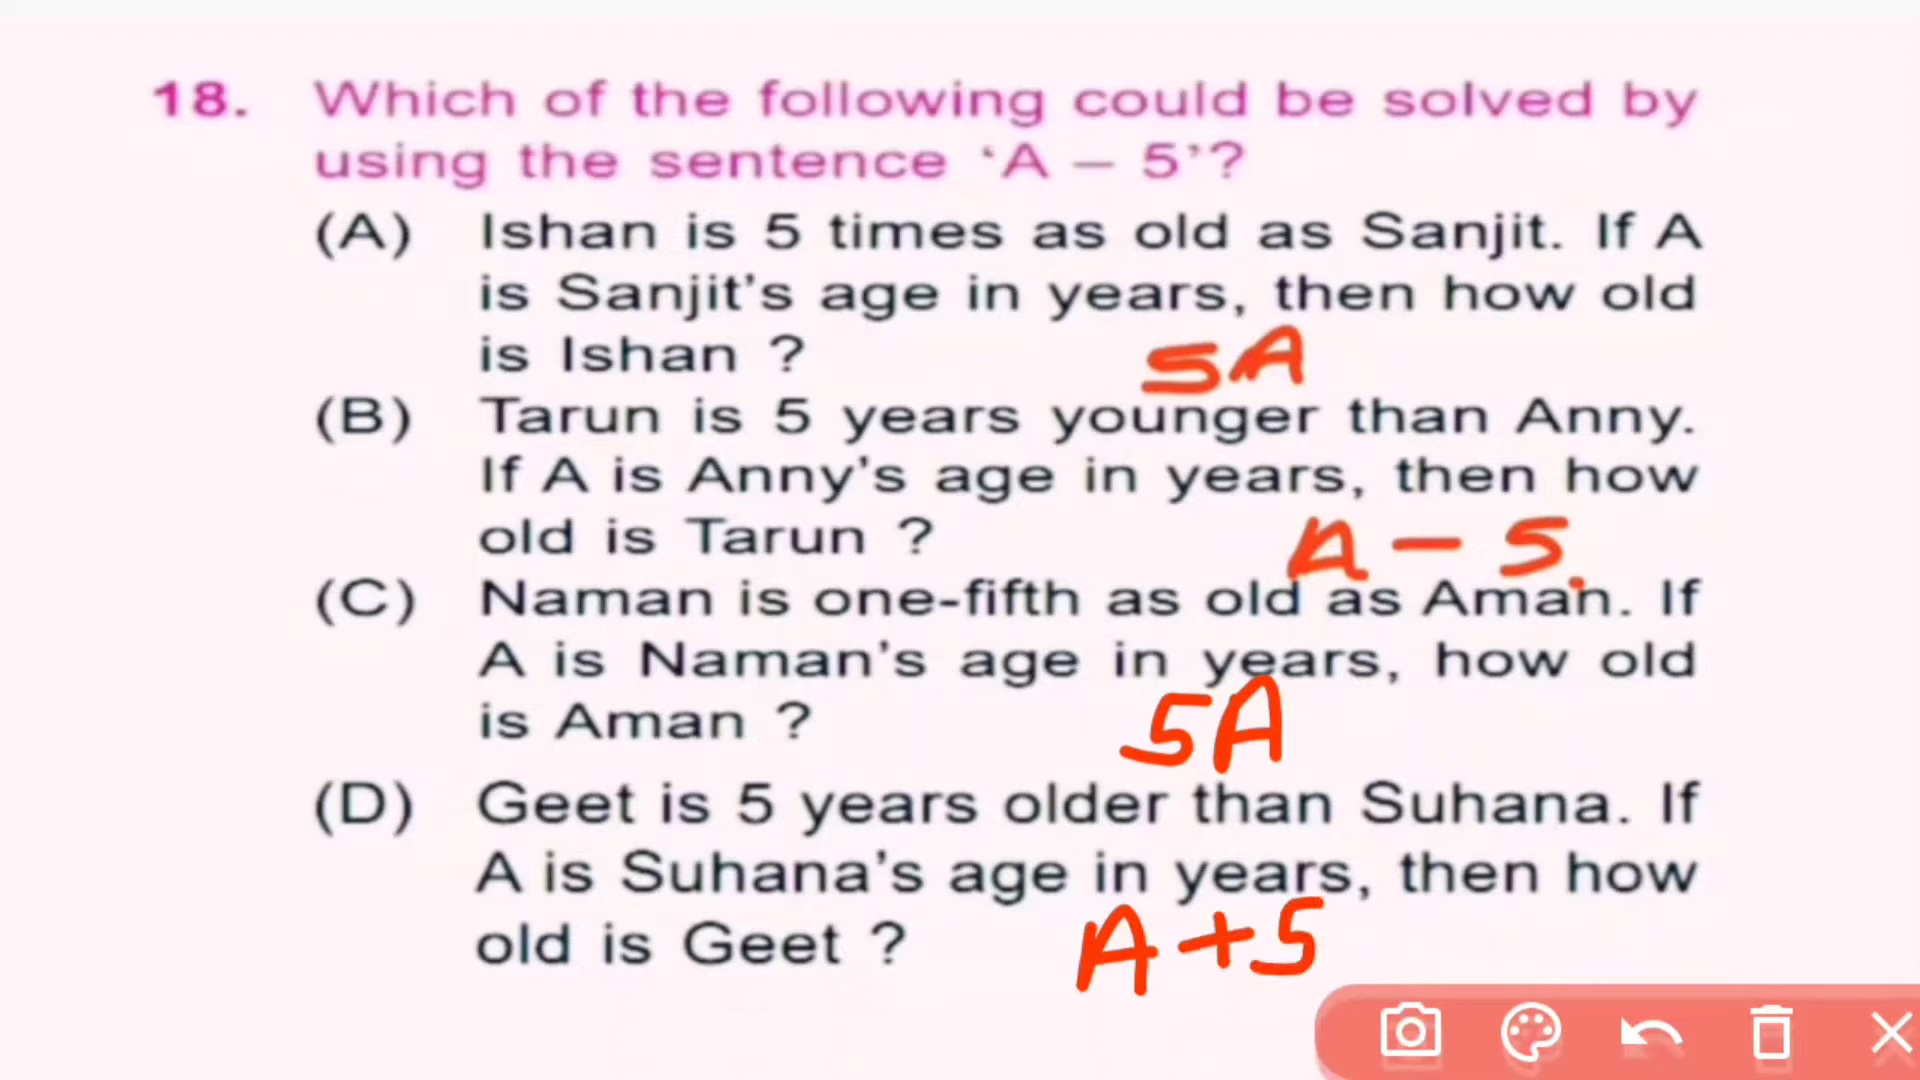 18. Which of the following could be solved by
using the sentence ‘A – 5’?
(A) Ishan is 5 times as old as Sanjit. If A
is Sanjit’s age in years, then how old
is Ishan ?
5A
(B) Tarun is 5 years younger than Anny.
If A is Anny’s age in years, then how
old is Tarun ?
A – 5.
(C) Naman is one-fifth as old as Aman. If
A is Naman’s age in years, how old
is Aman ?
5A
(D) Geet is 5 years older than Suhana. If
A is Suhana’s age in years, then how
old is Geet ?
A + 5